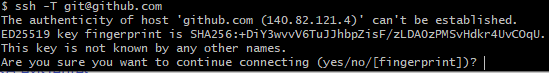 $ ssh -T git@github.com
The authenticity of host 'github.com (140.82.121.4)' can't be established.
ED25519 key fingerprint is SHA256:+DiY3wvvV6TuJJhbpZisF/zLDA0zPMSvHdkr4UvCOqU.
This key is not known by any other names.
Are you sure you want to continue connecting (yes/no/[fingerprint])?